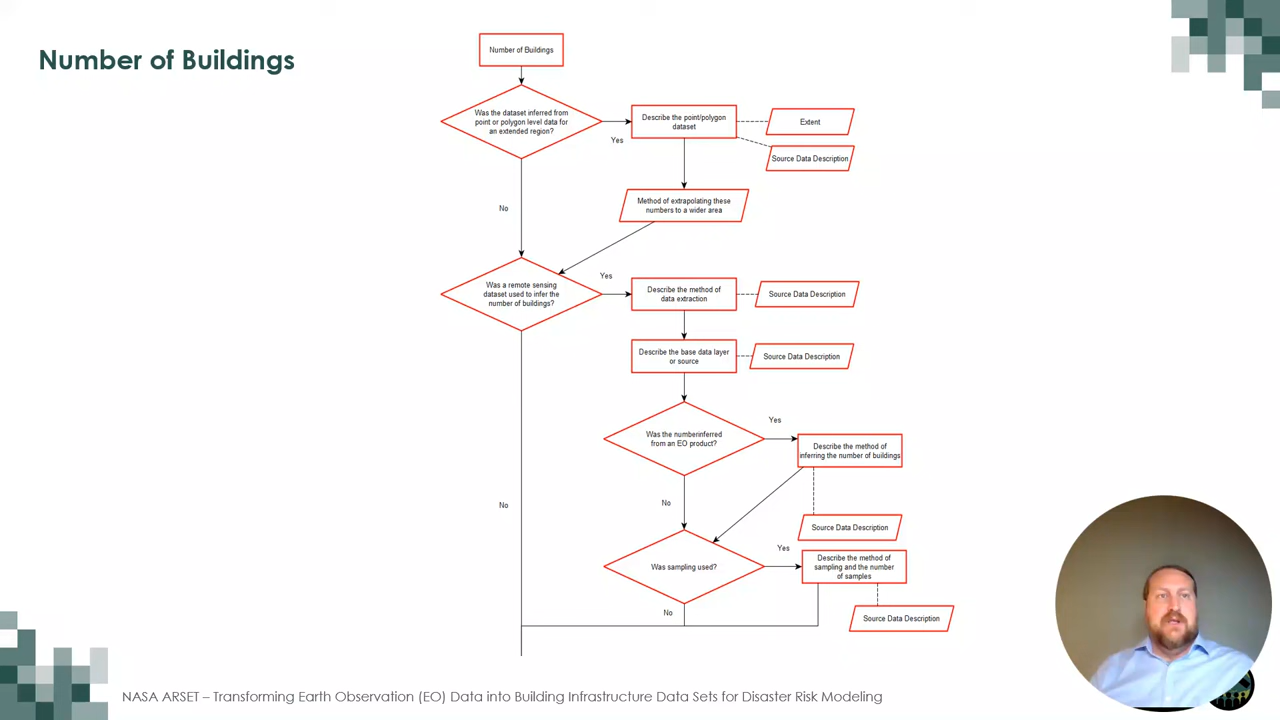 Number of Buildings
Number of Buildings
Was the dataset inferred from
point or polygon level data for
an extended region?
Yes
Describe the point/polygon
dataset
Extent
Source Data Description
No
Method of extrapolating these
numbers to a wider area
Was a remote sensing
dataset used to infer the
number of buildings?
Yes
Describe the method of
data extraction
Source Data Description
Describe the base data layer
or source
Source Data Description
Was the numberinferred
from an EO product?
Yes
Describe the method of
inferring the number of buildings
No
No
Source Data Description
Was sampling used?
Yes
Describe the method of
sampling and the number
of samples
No
Source Data Description
NASA ARSET – Transforming Earth Observation (EO) Data into Building Infrastructure Data Sets for Disaster Risk Modeling